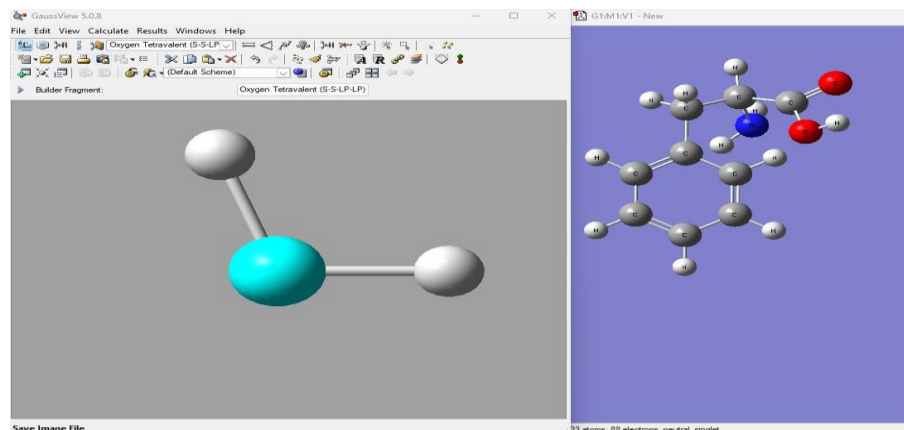 GaussView 5.0.8
File Edit View Calculate Results Windows Help
Oxygen Tetravalent (S-S-LP
(Default Scheme)
Builder Fragment:
Oxygen Tetravalent (S-S-LP-LP)
Save Image File
G1:M1:V1 - New
H
H
H
C
C
C
H
H
H
C
H
H
C
C
H
C
C
H
C
H
H
23 atoms, 88 electrons, neutral, singlet